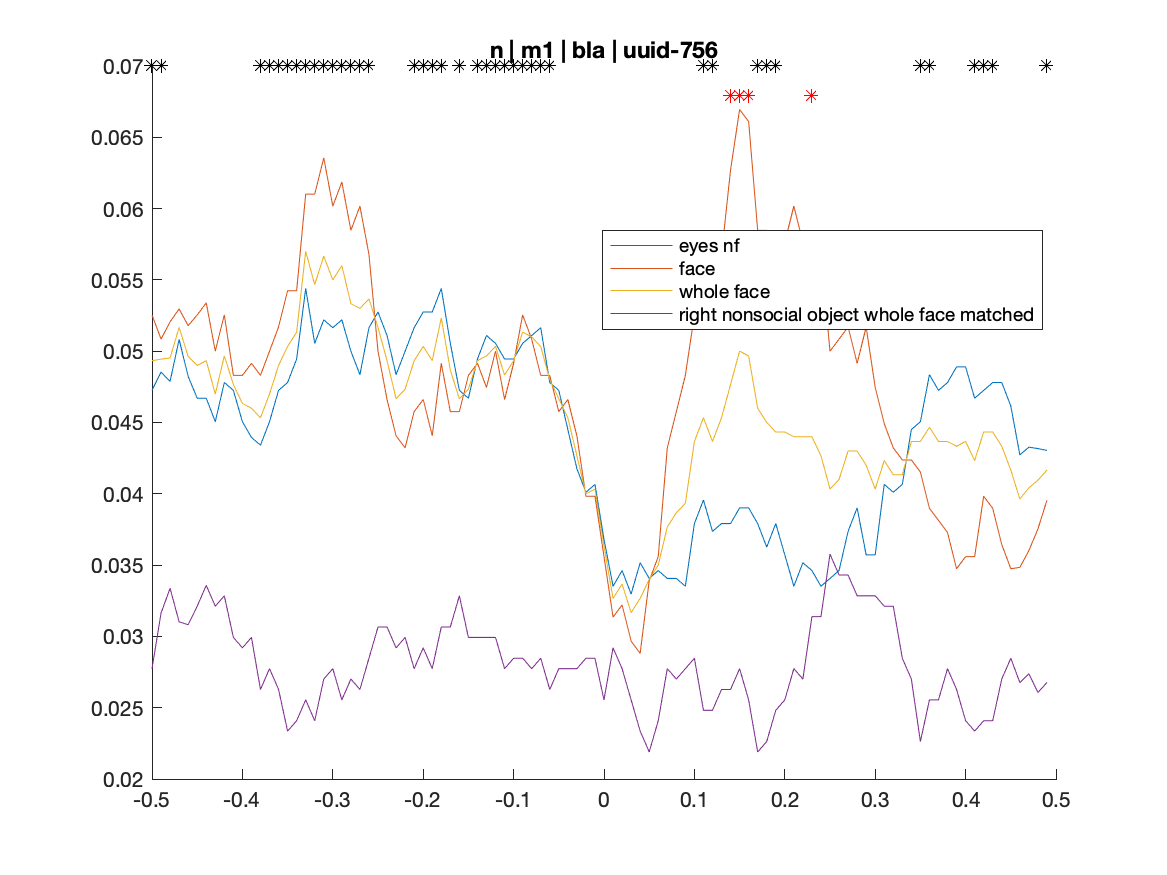 n | m1 | bla | uuid-756
0.07
0.065
0.06
0.055
0.05
0.045
0.04
0.035
0.03
0.025
0.02
eyes nf
face
whole face
right nonsocial object whole face matched
-0.5 -0.4 -0.3 -0.2 -0.1 0 0.1 0.2 0.3 0.4 0.5